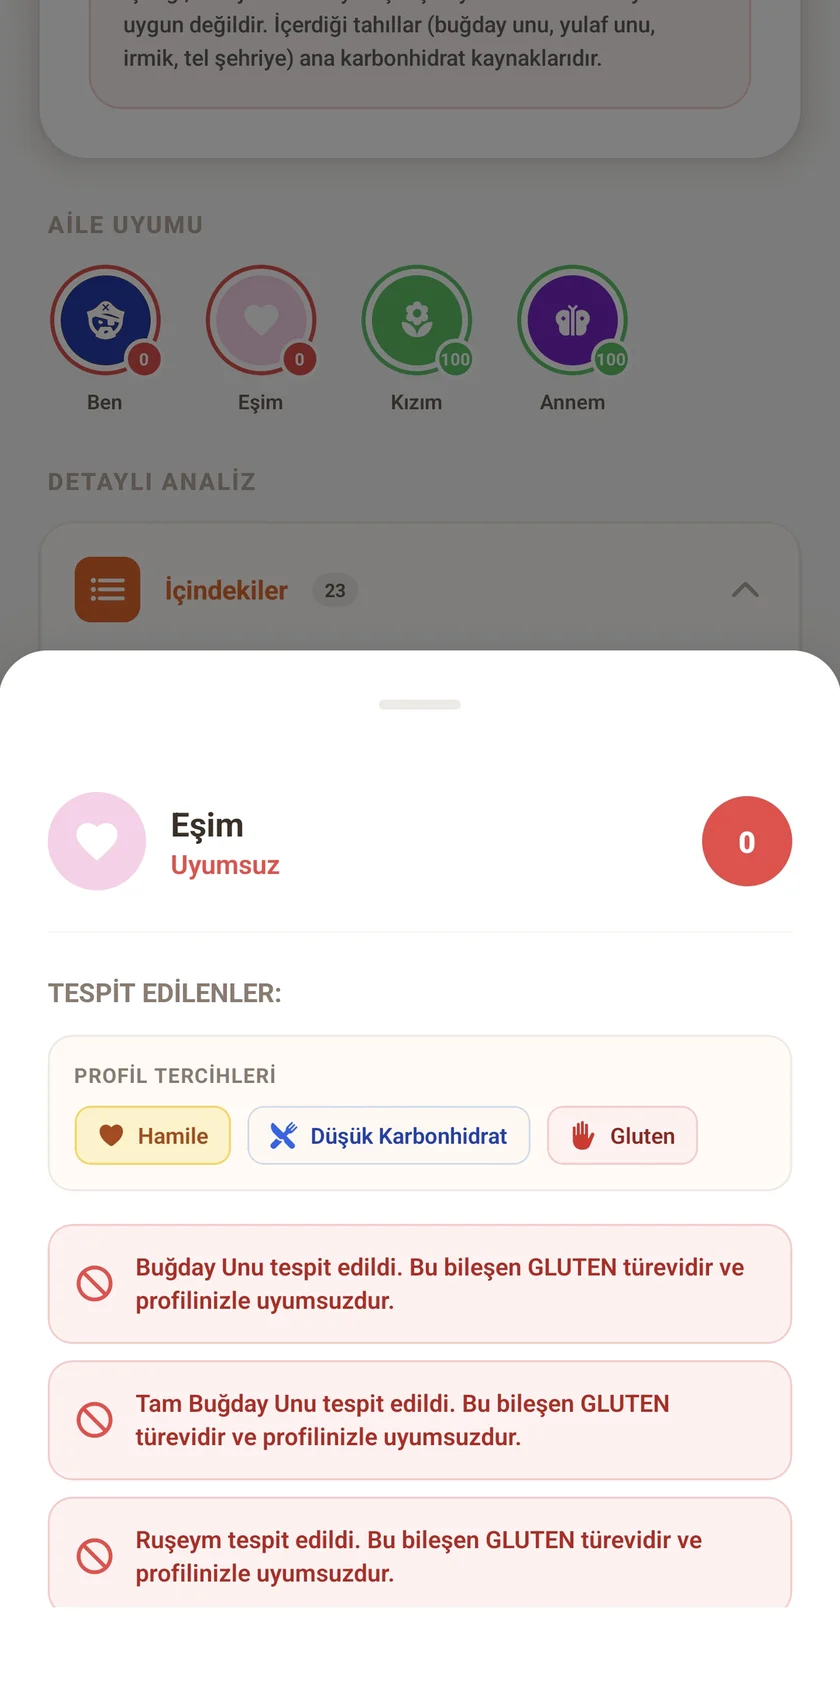 uygun değildir. İçerdiği tahıllar (buğday unu, yulaf unu,
irmik, tel şehriye) ana karbonhidrat kaynaklarıdır.
AİLE UYUMU
0
0
100
100
Ben
Eşim
Kızım
Annem
DETAYLI ANALİZ
İçindekiler 23
Eşim
Uyumsuz
0
TESPİT EDİLENLER:
PROFİL TERCİHLERİ
Hamile
Düşük Karbonhidrat
Gluten
Buğday Unu tespit edildi. Bu bileşen GLUTEN türevidir ve
profilinizle uyumsuzdur.
Tam Buğday Unu tespit edildi. Bu bileşen GLUTEN
türevidir ve profilinizle uyumsuzdur.
Ruşeym tespit edildi. Bu bileşen GLUTEN türevidir ve
profilinizle uyumsuzdur.